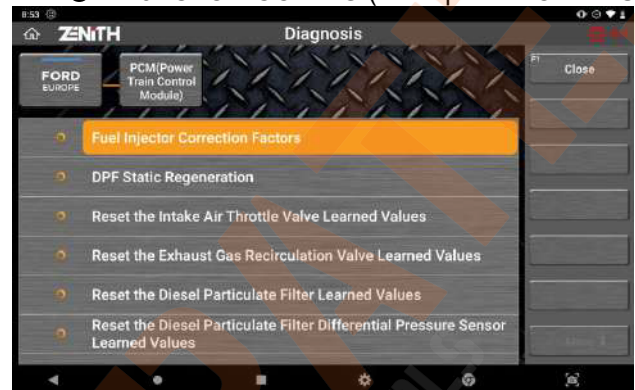 8:53
ZENITH
Diagnosis
FORD
EUROPE
PCM(Power
Train Control
Module)
F1
Close
Fuel Injector Correction Factors
DPF Static Regeneration
Reset the Intake Air Throttle Valve Learned Values
Reset the Exhaust Gas Recirculation Valve Learned Values
Reset the Diesel Particulate Filter Learned Values
Reset the Diesel Particulate Filter Differential Pressure Sensor
Learned Values